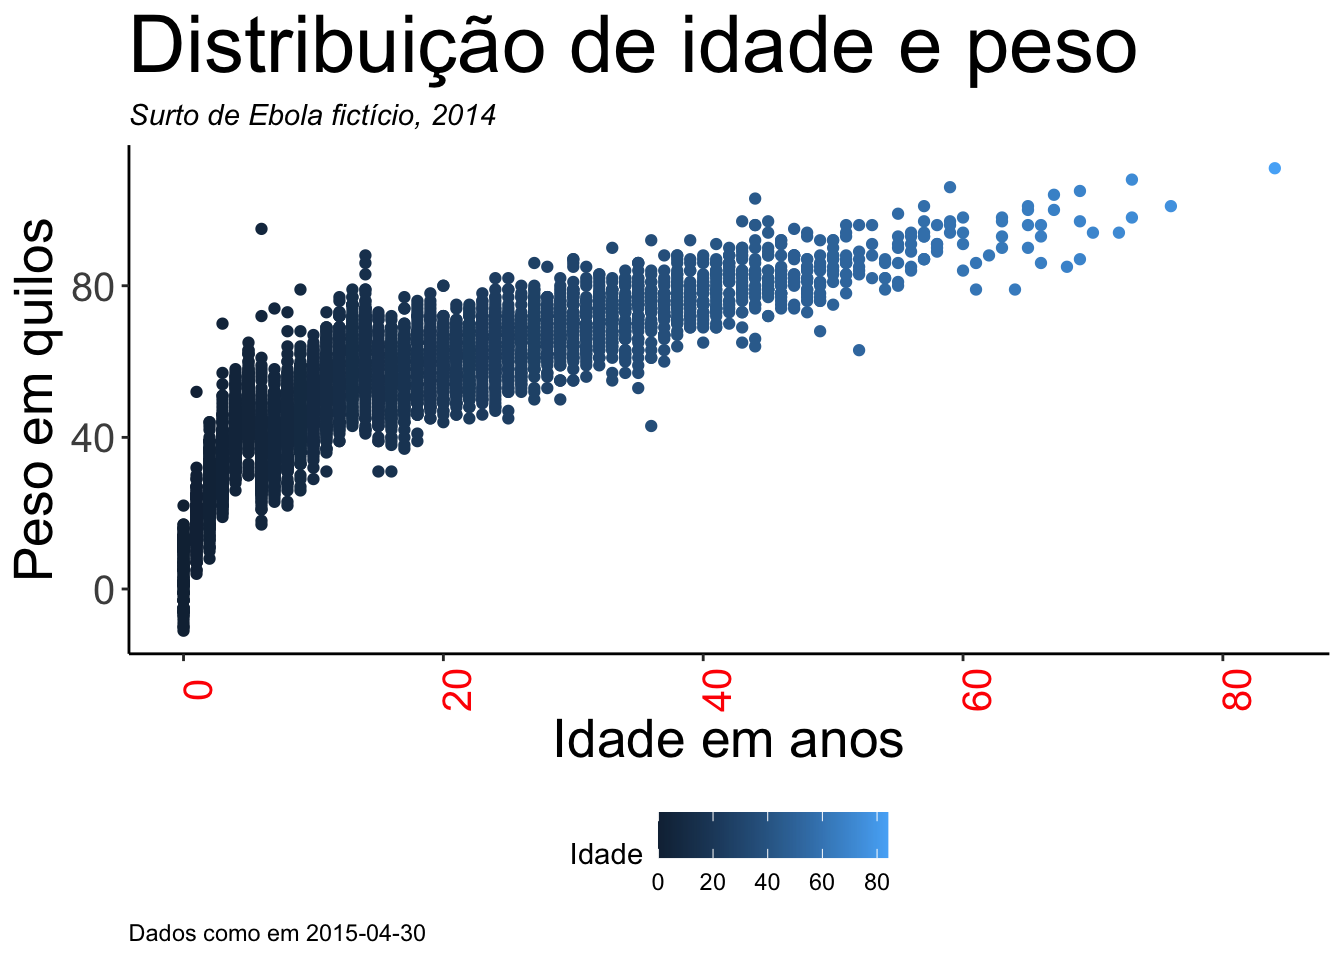 Distribuição de idade e peso
Surto de Ebola fictício, 2014
Peso em quilos
80
40
0
0 20 40 60 80
Idade em anos
Idade
0 20 40 60 80
Dados como em 2015-04-30